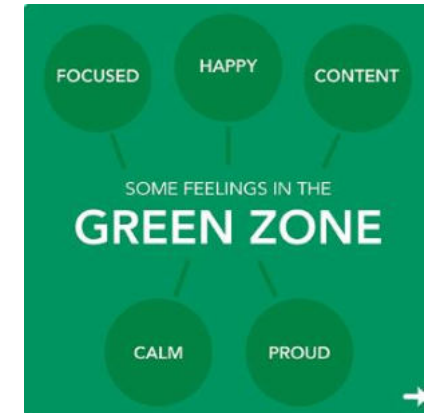 FOCUSED
HAPPY
CONTENT
SOME FEELINGS IN THE
GREEN ZONE
CALM
PROUD